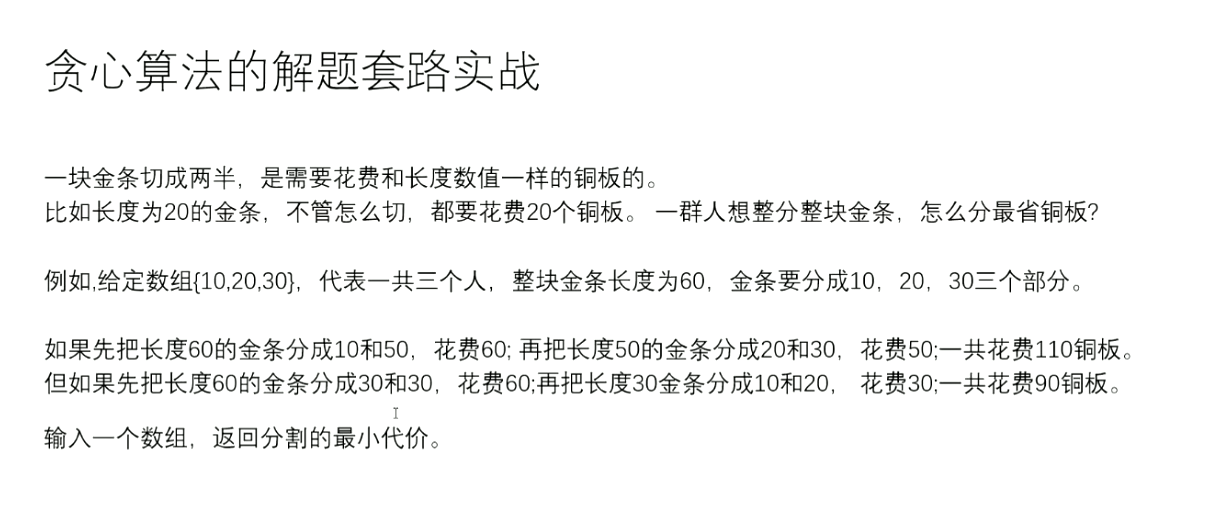 贪心算法的解题套路实战
一块金条切成两半，是需要花费和长度数值一样的铜板的。
比如长度为20的金条，不管怎么切，都要花费20个铜板。 一群人想整分整块金条，怎么分最省铜板?
例如,给定数组{10,20,30}，代表一共三个人，整块金条长度为60，金条要分成10，20，30三个部分。
如果先把长度60的金条分成10和50，花费60; 再把长度50的金条分成20和30，花费50;一共花费110铜板。
但如果先把长度60的金条分成30和30，花费60;再把长度30金条分成10和20， 花费30;一共花费90铜板。
输入一个数组，返回分割的最小代价。